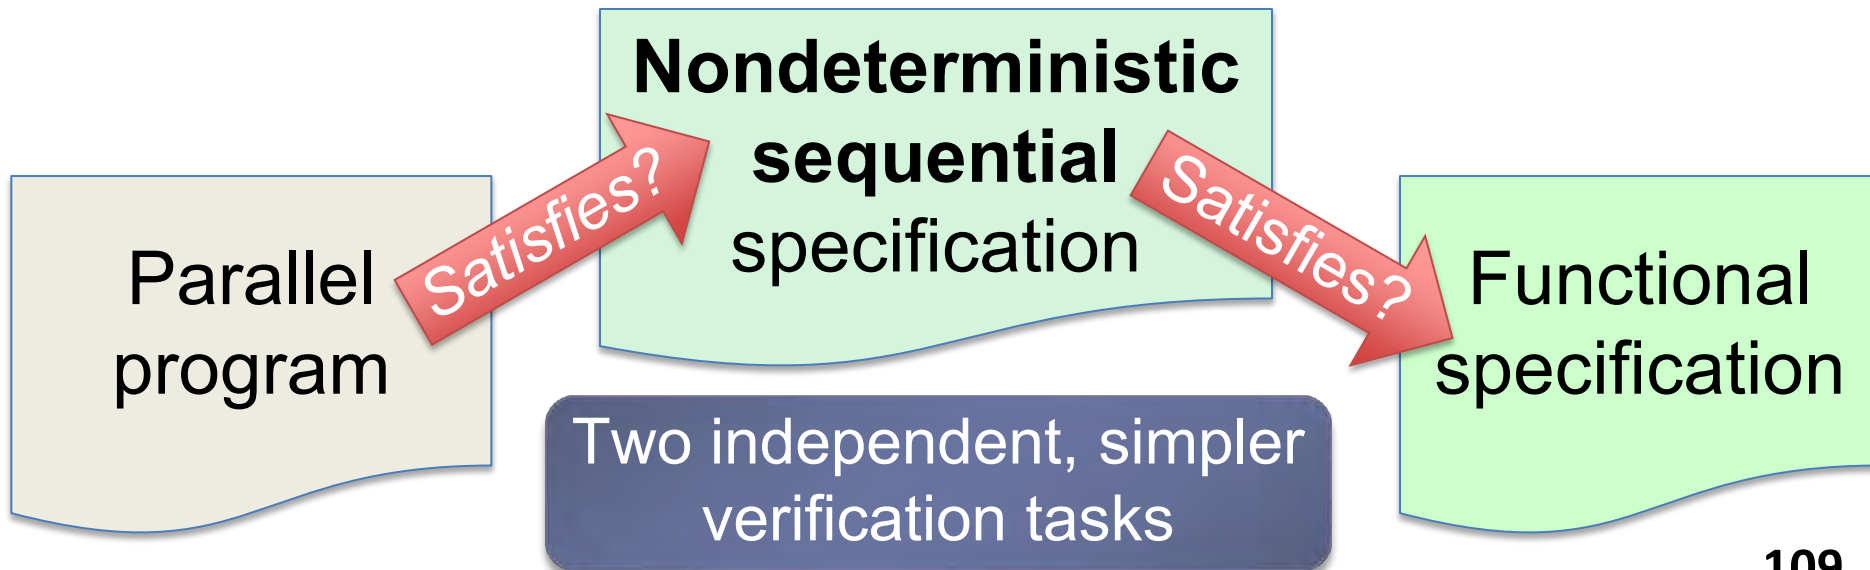 Nondeterministic
sequential
specification
Satisfies?
Satisfies?
Parallel
program
Functional
specification
Two independent, simpler
verification tasks
109